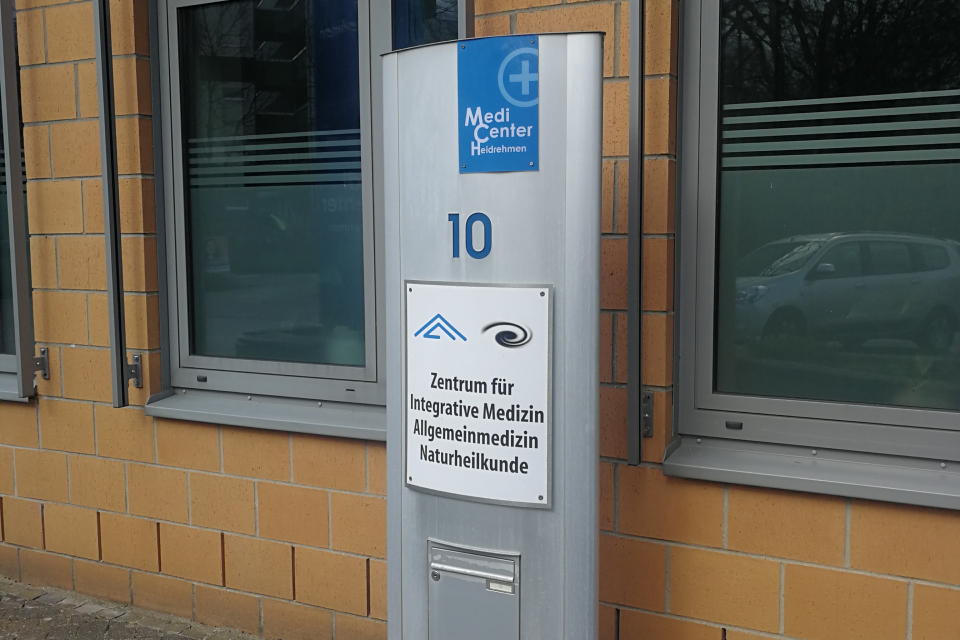 Medi
Center
Heidrehmen
10
Zentrum für
Integrative Medizin
Allgemeinmedizin
Naturheilkunde